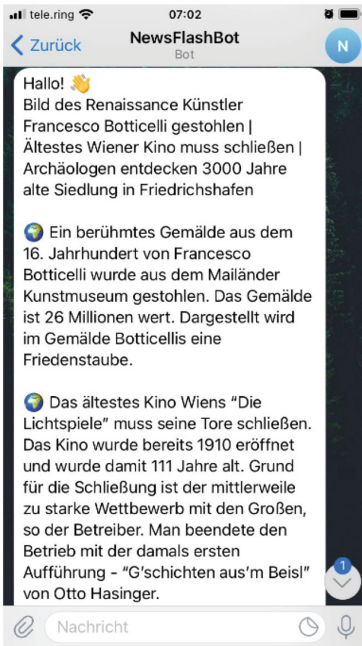 tele.ring 07:02
Zurück NewsFlashBot N
Bot
Hallo! 👋
Bild des Renaissance Künstler
Francesco Botticelli gestohlen |
Ältestes Wiener Kino muss schließen |
Archäologen entdecken 3000 Jahre
alte Siedlung in Friedrichshafen
🌍 Ein berühmtes Gemälde aus dem
16. Jahrhundert von Francesco
Botticelli wurde aus dem Mailänder
Kunstmuseum gestohlen. Das Gemälde
ist 26 Millionen wert. Dargestellt wird
im Gemälde Botticellis eine
Friedenstaube.
🌍 Das ältestes Kino Wiens “Die
Lichtspiele” muss seine Tore schließen.
Das Kino wurde bereits 1910 eröffnet
und wurde damit 111 Jahre alt. Grund
für die Schließung ist der mittlerweile
zu starke Wettbewerb mit den Großen,
so der Betreiber. Man beendete den
Betrieb mit der damals ersten
Aufführung - “G’schichten aus’m Beisl”
von Otto Hasinger.
1
Nachricht